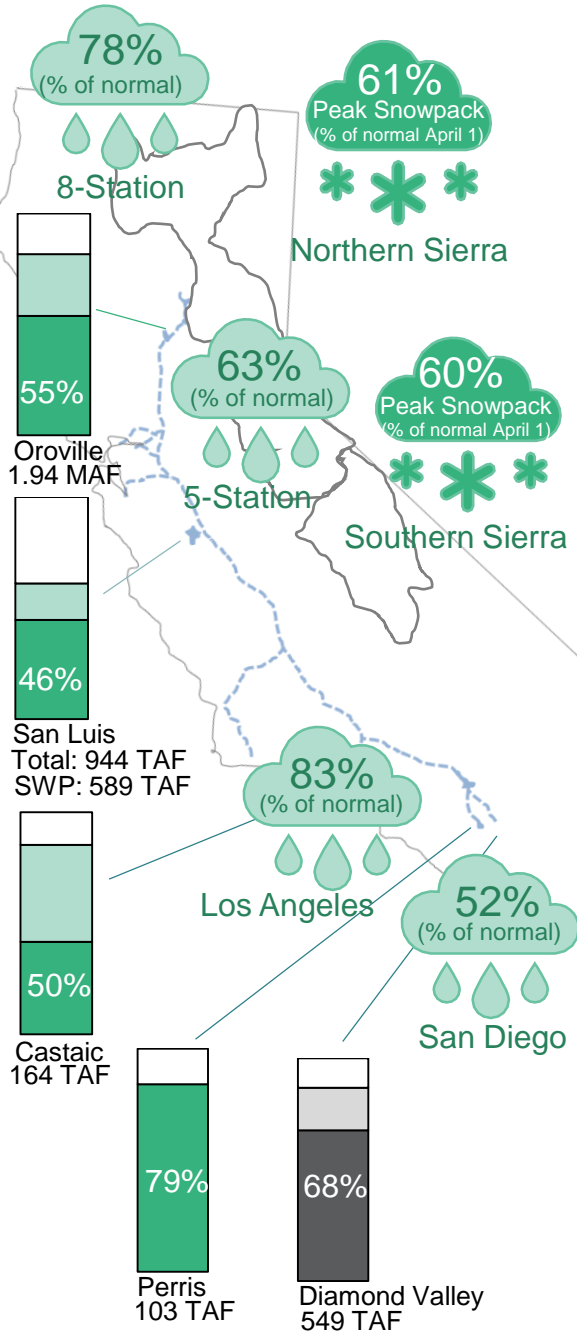 78%
(% of normal)
8-Station
61%
Peak Snowpack
(% of normal April 1)
Northern Sierra
55%
Oroville
1.94 MAF
63%
(% of normal)
5-Station
60%
Peak Snowpack
(% of normal April 1)
Southern Sierra
46%
San Luis
Total: 944 TAF
SWP: 589 TAF
83%
(% of normal)
Los Angeles
52%
(% of normal)
San Diego
50%
Castaic
164 TAF
79%
Perris
103 TAF
68%
Diamond Valley
549 TAF